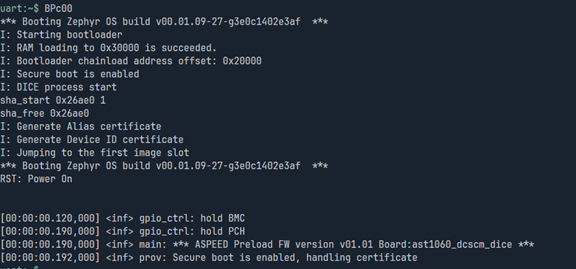 uart:~$ BPc00
*** Booting Zephyr OS build v00.01.09-27-g3e0c1402e3af  ***
I: Starting bootloader
I: RAM loading to 0x30000 is succeeded.
I: Bootloader chainload address offset: 0x20000
I: Secure boot is enabled
I: DICE process start
sha_start 0x26ae0 1
sha_free 0x26ae0
I: Generate Alias certificate
I: Generate Device ID certificate
I: Jumping to the first image slot
*** Booting Zephyr OS build v00.01.09-27-g3e0c1402e3af  ***
RST: Power On
[00:00:00.120,000] <inf> gpio_ctrl: hold BMC
[00:00:00.190,000] <inf> gpio_ctrl: hold PCH
[00:00:00.190,000] <inf> main: *** ASPEED Preload FW version v01.01 Board:ast1060_dcscm_dice ***
[00:00:00.192,000] <inf> prov: Secure boot is enabled, handling certificate